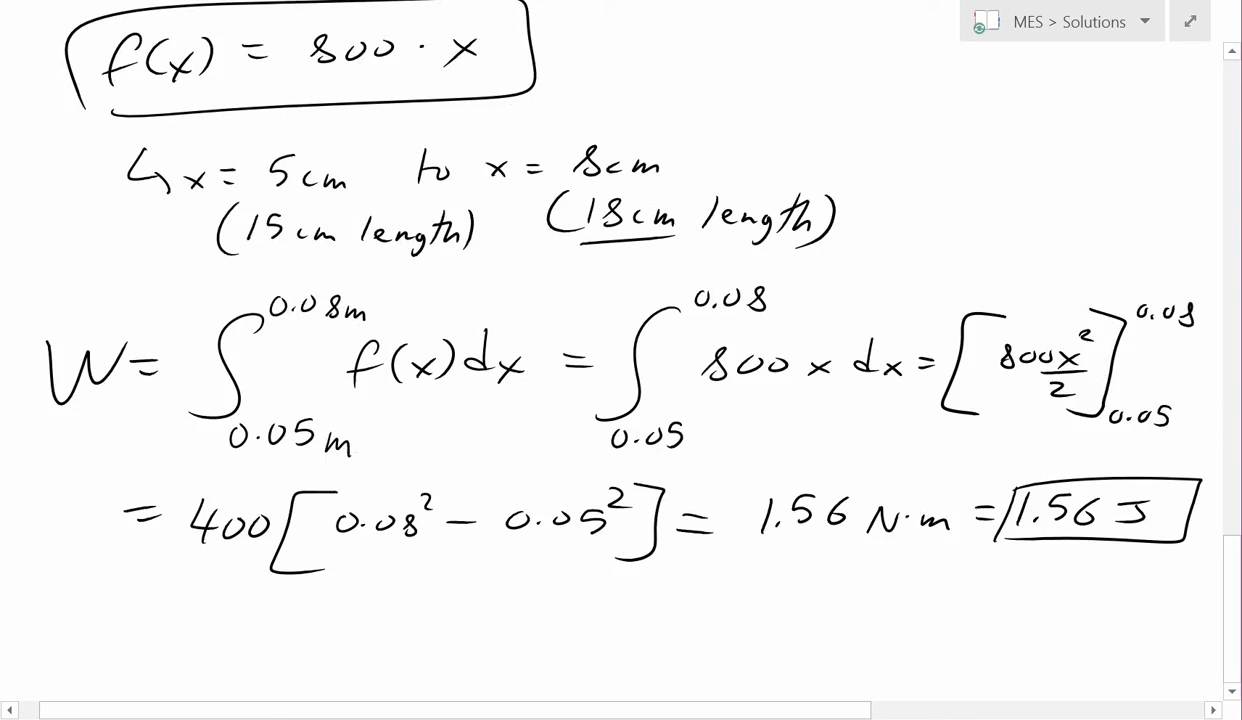 MES > Solutions
f(x) = 800 · x
↳ x = 5cm to x = 8cm
(15cm length) (18cm length)
W = ∫_{0.05m}^{0.08m} f(x)dx = ∫_{0.05}^{0.08} 800 x dx = [800x²/2]_{0.05}^{0.08}
= 400[0.08² − 0.05²] = 1.56 N·m = 1.56 J